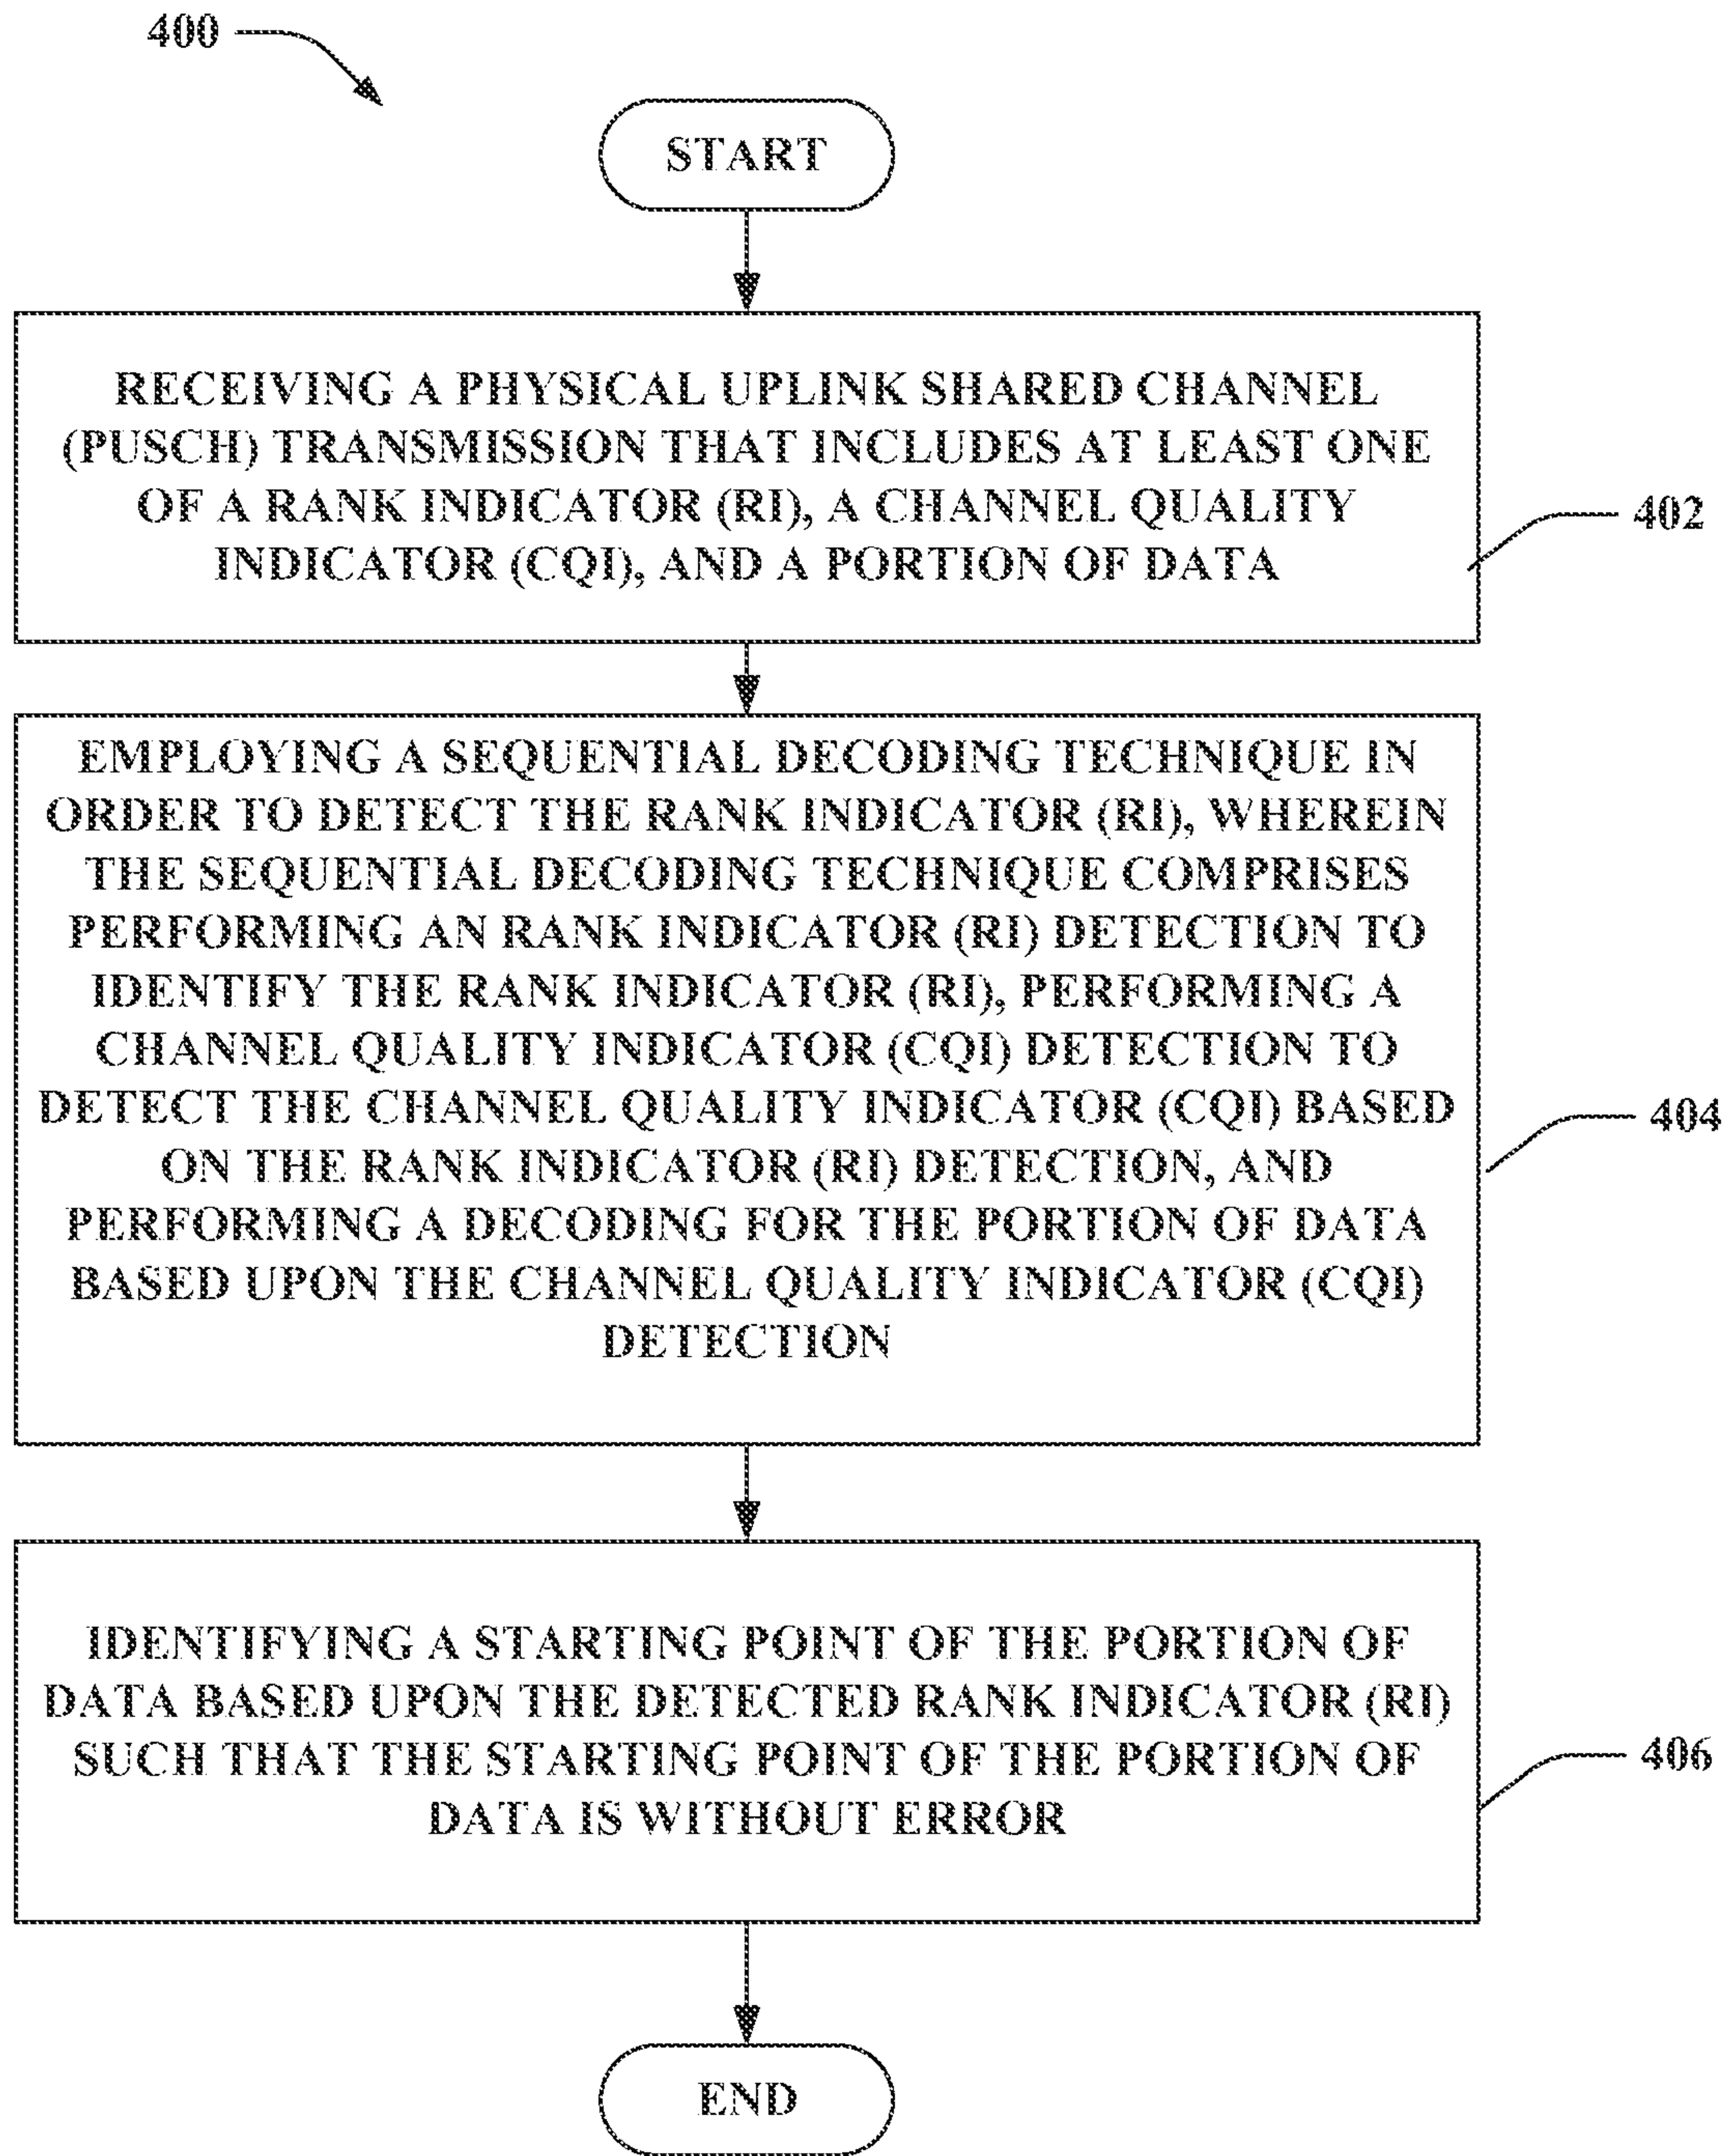 400
START
RECEIVING A PHYSICAL UPLINK SHARED CHANNEL
(PUSCH) TRANSMISSION THAT INCLUDES AT LEAST ONE
OF A RANK INDICATOR (RI), A CHANNEL QUALITY
INDICATOR (CQI), AND A PORTION OF DATA
402
EMPLOYING A SEQUENTIAL DECODING TECHNIQUE IN
ORDER TO DETECT THE RANK INDICATOR (RI), WHEREIN
THE SEQUENTIAL DECODING TECHNIQUE COMPRISES
PERFORMING AN RANK INDICATOR (RI) DETECTION TO
IDENTIFY THE RANK INDICATOR (RI), PERFORMING A
CHANNEL QUALITY INDICATOR (CQI) DETECTION TO
DETECT THE CHANNEL QUALITY INDICATOR (CQI) BASED
ON THE RANK INDICATOR (RI) DETECTION, AND
PERFORMING A DECODING FOR THE PORTION OF DATA
BASED UPON THE CHANNEL QUALITY INDICATOR (CQI)
DETECTION
404
IDENTIFYING A STARTING POINT OF THE PORTION OF
DATA BASED UPON THE DETECTED RANK INDICATOR (RI)
SUCH THAT THE STARTING POINT OF THE PORTION OF
DATA IS WITHOUT ERROR
406
END